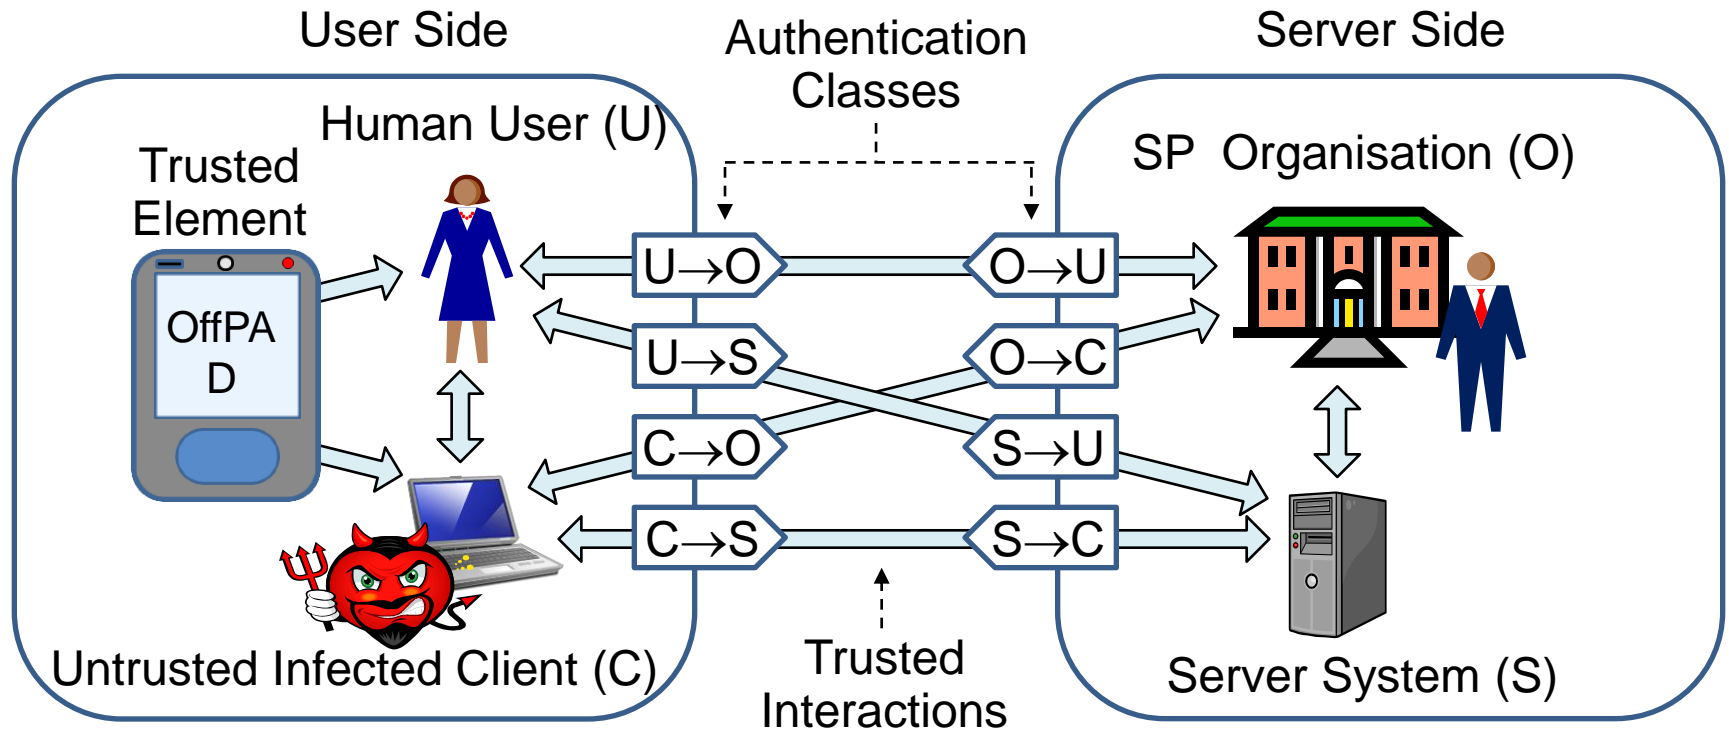 User Side
Authentication
Classes
Server Side
Human User (U)
Trusted
Element
OffPA
D
SP  Organisation (O)
U→O
O→U
U→S
O→C
C→O
S→U
C→S
S→C
Untrusted Infected Client (C)
Trusted
Interactions
Server System (S)